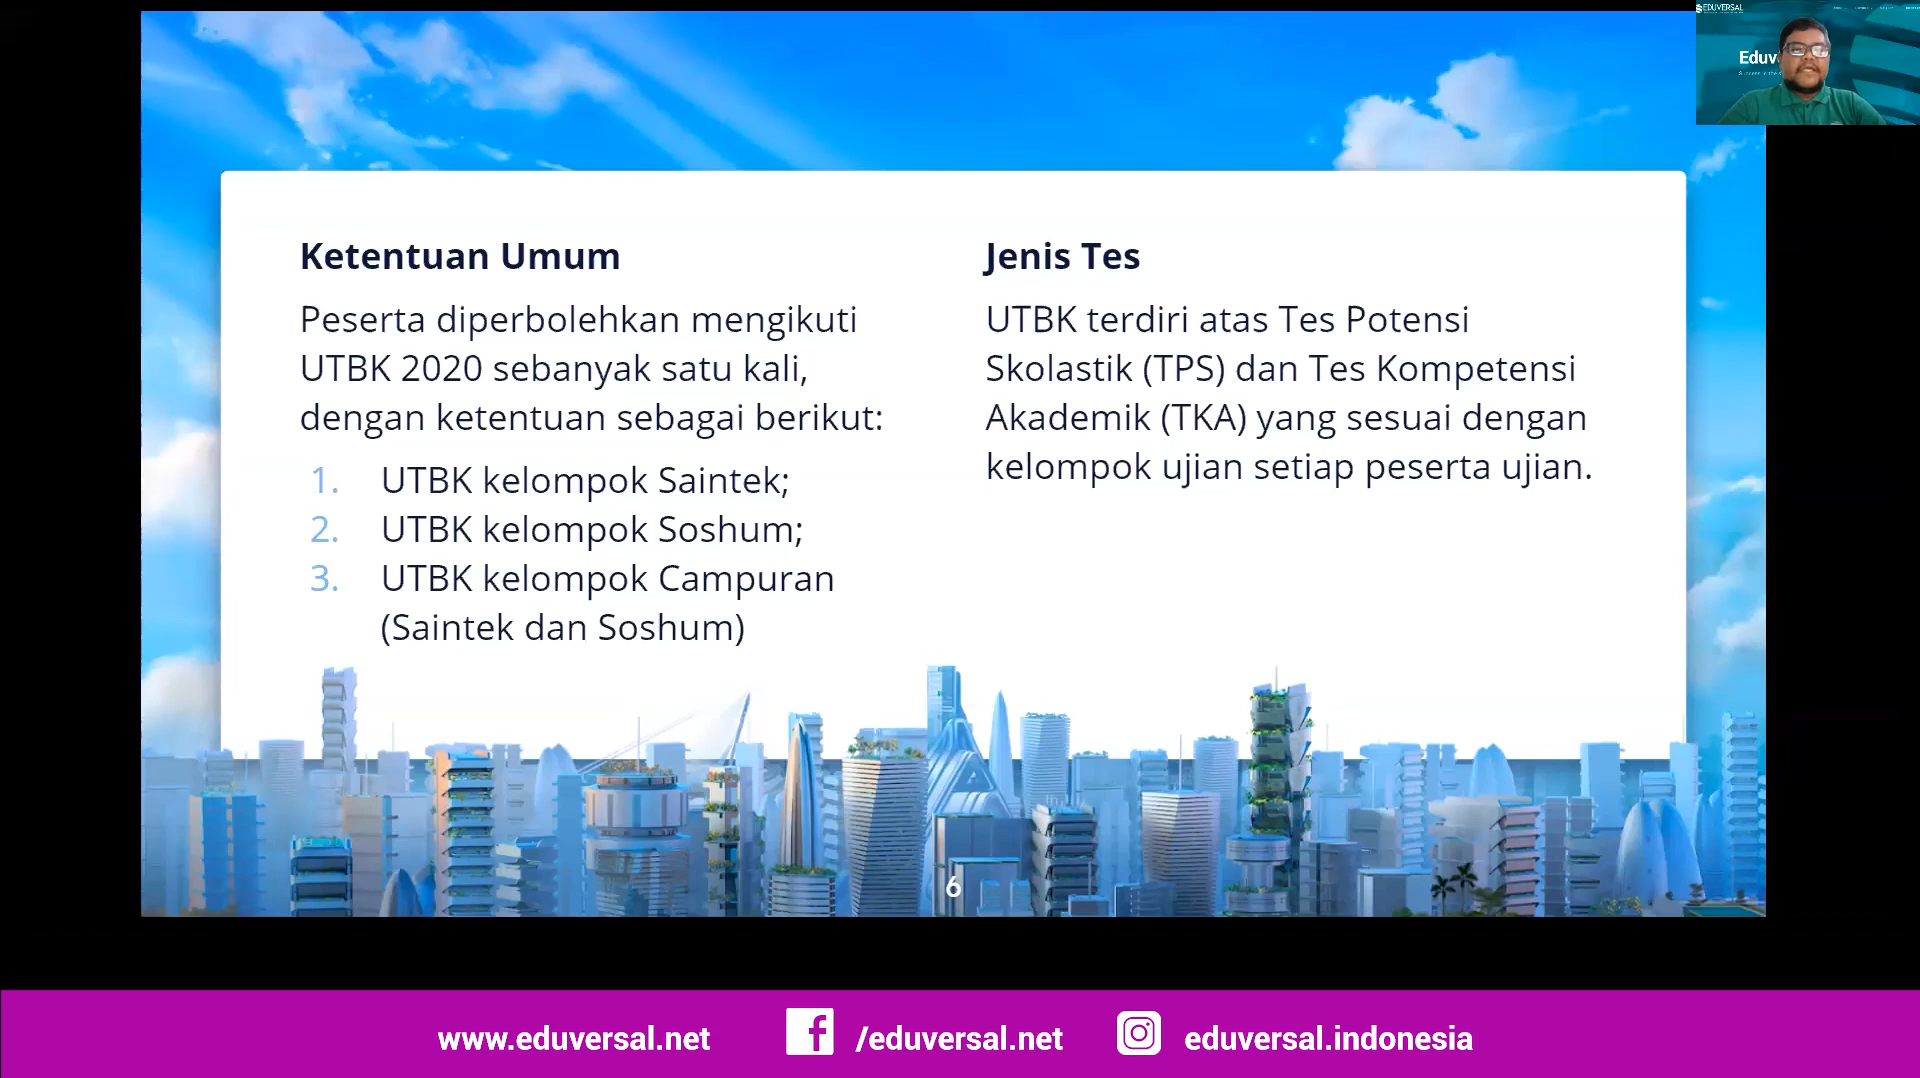 EDUVERSAL
Eduv
Ketentuan Umum
Peserta diperbolehkan mengikuti
UTBK 2020 sebanyak satu kali,
dengan ketentuan sebagai berikut:
1. UTBK kelompok Saintek;
2. UTBK kelompok Soshum;
3. UTBK kelompok Campuran
(Saintek dan Soshum)
Jenis Tes
UTBK terdiri atas Tes Potensi
Skolastik (TPS) dan Tes Kompetensi
Akademik (TKA) yang sesuai dengan
kelompok ujian setiap peserta ujian.
6
www.eduversal.net
/eduversal.net
eduversal.indonesia